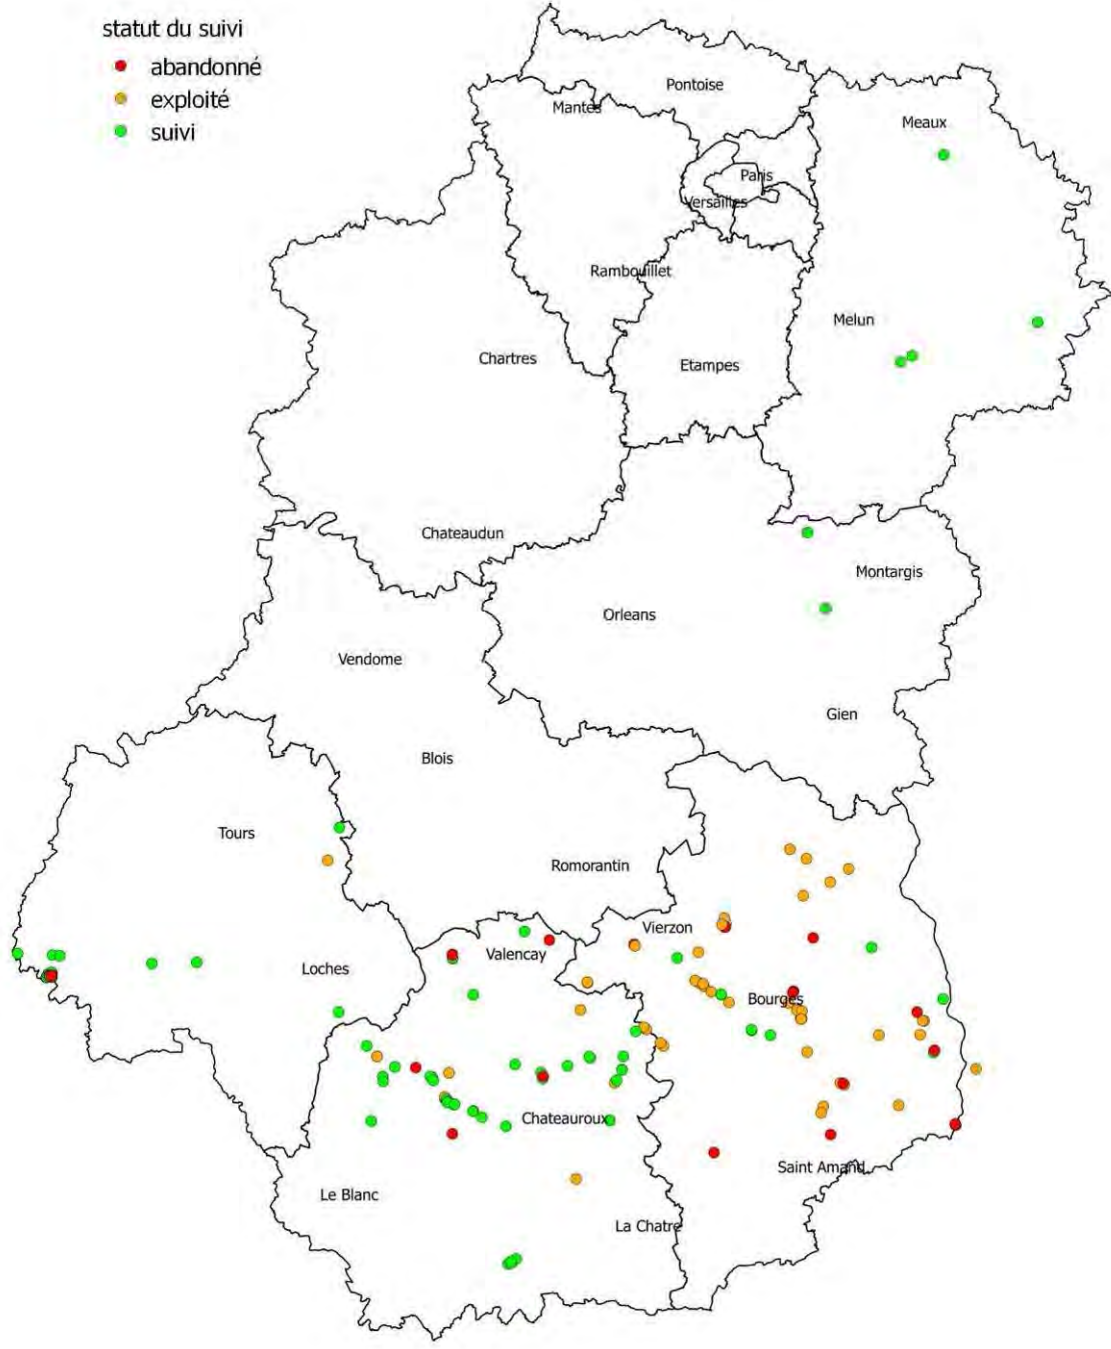 statut du suivi
abandonné
exploité
suivi
Pontoise
Mantes
Meaux
Paris
Versailles
Rambouillet
Melun
Chartres
Etampes
Chateaudun
Montargis
Orleans
Vendome
Gien
Blois
Tours
Romorantin
Vierzon
Valencay
Loches
Bourges
Chateauroux
Saint Amand
Le Blanc
La Chatre